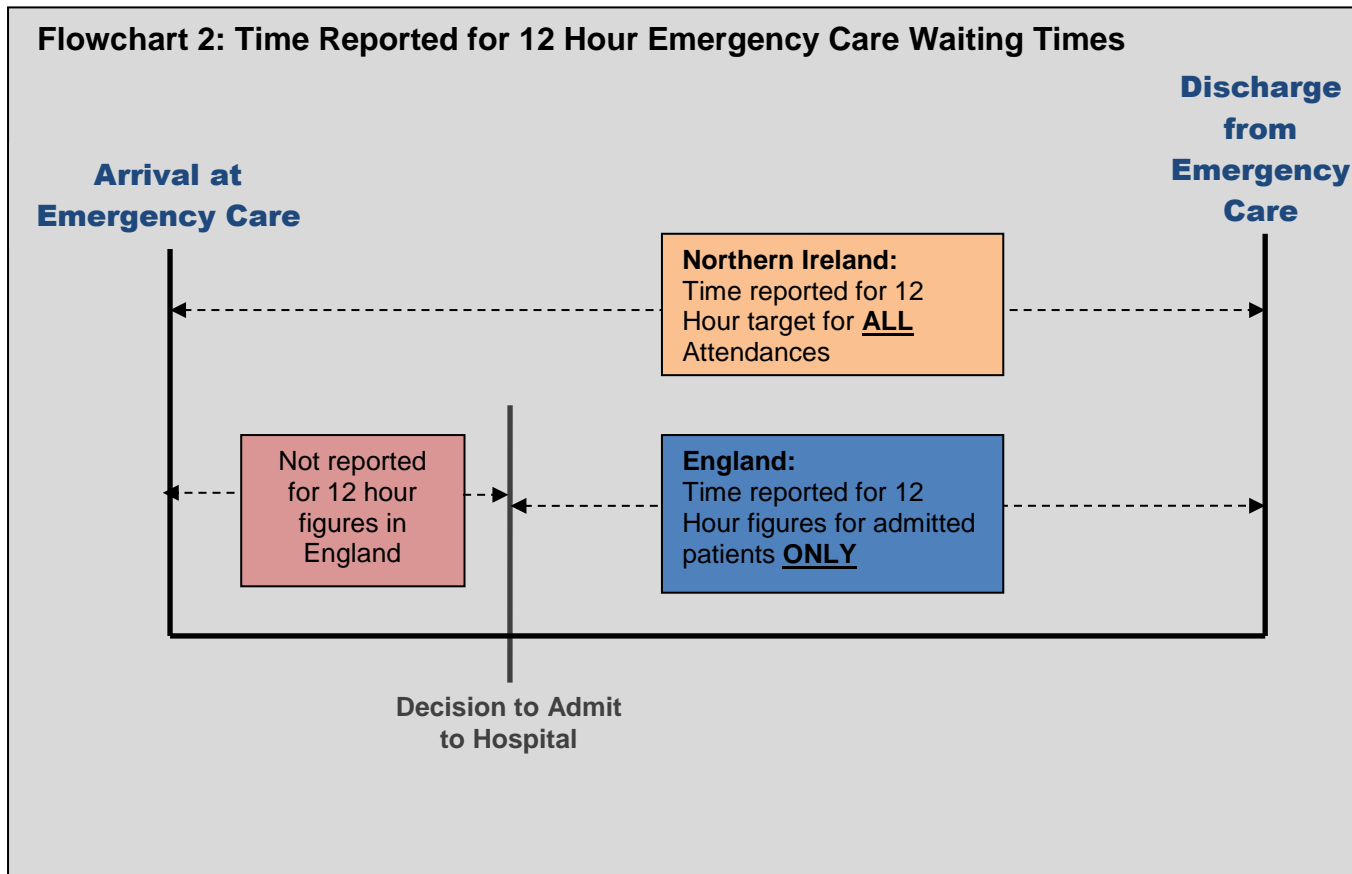 Flowchart 2: Time Reported for 12 Hour Emergency Care Waiting Times
Discharge
from
Emergency
Care
Arrival at
Emergency Care
Northern Ireland:
Time reported for 12
Hour target for ALL
Attendances
Not reported
for 12 hour
figures in
England
England:
Time reported for 12
Hour figures for admitted
patients ONLY
Decision to Admit
to Hospital